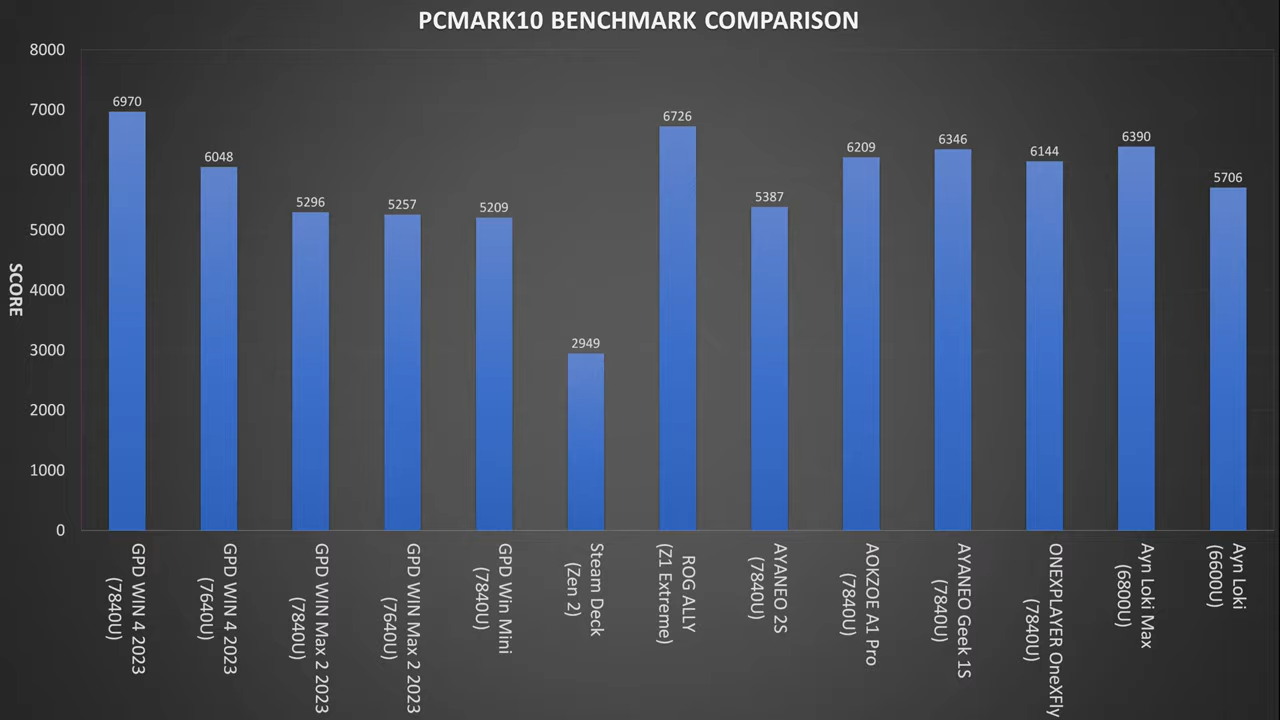 PCMARK10 BENCHMARK COMPARISON
8000
7000
6000
5000
4000
3000
2000
1000
0
SCORE
6970
6048
5296
5257
5209
2949
6726
5387
6209
6346
6144
6390
5706
GPD WIN 4 2023
(7840U)
GPD WIN 4 2023
(7640U)
GPD WIN Max 2 2023
(7840U)
GPD WIN Max 2 2023
(7640U)
GPD Win Mini
(7840U)
Steam Deck
(Zen 2)
ROG ALLY
(Z1 Extreme)
AYANEO 2S
(7840U)
AOKZOE A1 Pro
(7840U)
AYANEO Geek 1S
(7840U)
ONEXPLAYER OneXFly
(7840U)
Ayn Loki Max
(6800U)
Ayn Loki
(6600U)